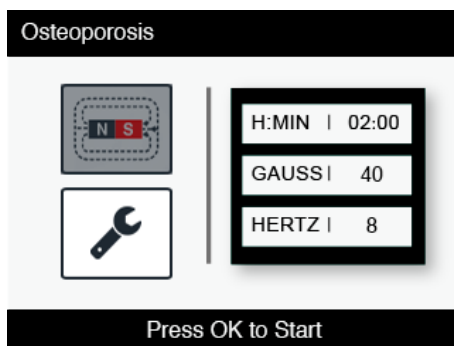 Osteoporosis
N S
H:MIN | 02:00
GAUSS | 40
HERTZ | 8
Press OK to Start